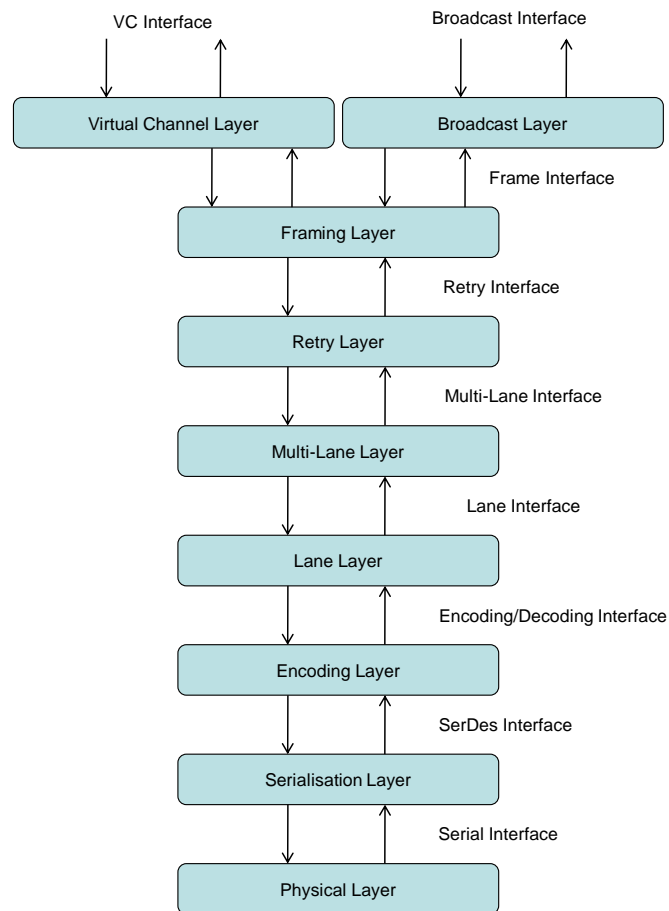 VC Interface
Broadcast Interface
Virtual Channel Layer
Broadcast Layer
Frame Interface
Framing Layer
Retry Interface
Retry Layer
Multi-Lane Interface
Multi-Lane Layer
Lane Interface
Lane Layer
Encoding/Decoding Interface
Encoding Layer
SerDes Interface
Serialisation Layer
Serial Interface
Physical Layer